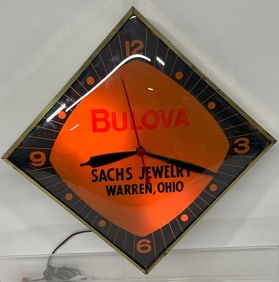 12
BULOVA
9
3
SACHS JEWELRY
WARREN, OHIO
6